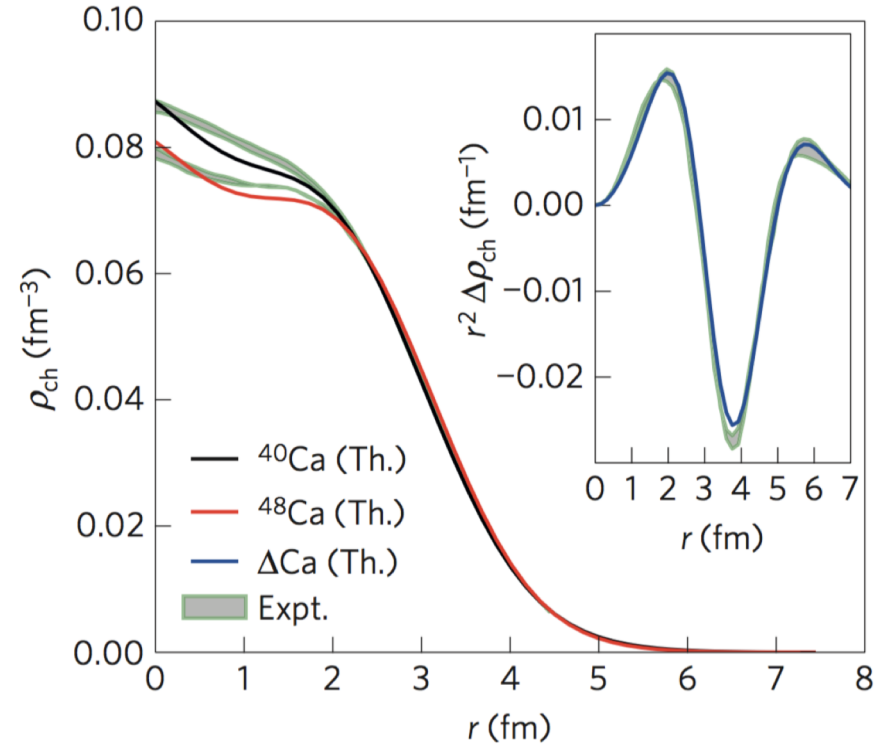 0.10
0.08
0.06
0.04
0.02
0.00
ρch (fm⁻³)
0 1 2 3 4 5 6 7 8
r (fm)
⁴⁰Ca (Th.)
⁴⁸Ca (Th.)
ΔCa (Th.)
Expt.
0.01
0.00
−0.01
−0.02
r² Δρch (fm⁻¹)
0 1 2 3 4 5 6 7
r (fm)